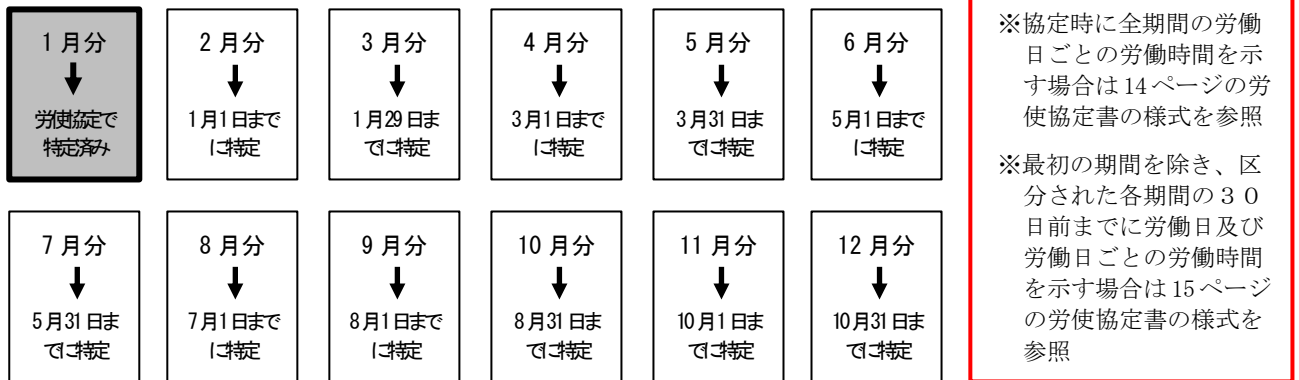 1 月分
↓
労使協定で
特定済み
2 月分
↓
1月1日まで
に特定
3 月分
↓
1月29日ま
でに特定
4 月分
↓
3月1日まで
に特定
5 月分
↓
3月31日ま
でに特定
6 月分
↓
5月1日まで
に特定
7 月分
↓
5月31日ま
でに特定
8 月分
↓
7月1日まで
に特定
9 月分
↓
8月1日まで
に特定
10 月分
↓
8月31日ま
でに特定
11 月分
↓
10月1日ま
でに特定
12 月分
↓
10月31日ま
でに特定
※協定時に全期間の労働
日ごとの労働時間を示
す場合は14ページの労
使協定書の様式を参照
※最初の期間を除き、区
分された各期間の３０
日前までに労働日及び
労働日ごとの労働時間
を示す場合は15ページ
の労使協定書の様式を
参照